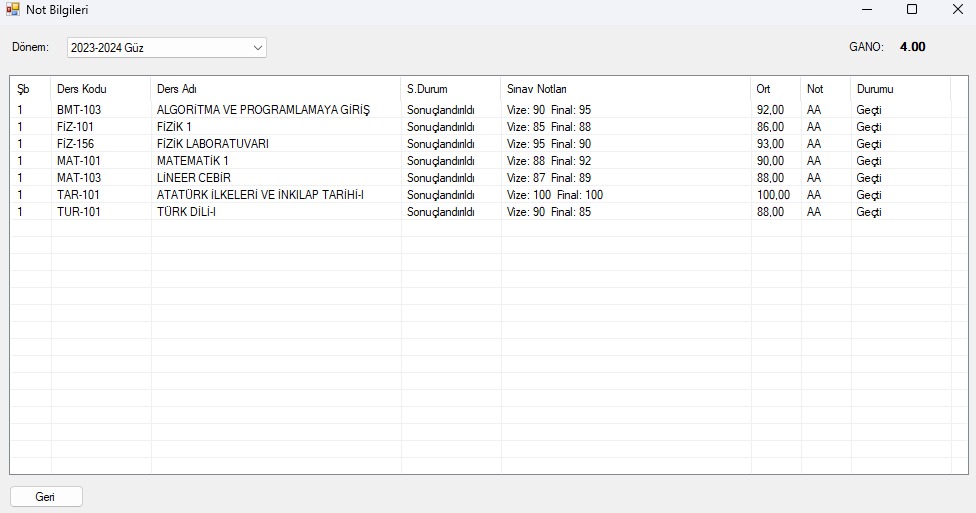 Not Bilgileri
Dönem: 2023-2024 Güz GANO: 4.00
Şb Ders Kodu Ders Adı S.Durum Sınav Notları Ort Not Durumu
1 BMT-103 ALGORİTMA VE PROGRAMLAMAYA GİRİŞ Sonuçlandırıldı Vize: 90 Final: 95 92,00 AA Geçti
1 FİZ-101 FİZİK 1 Sonuçlandırıldı Vize: 85 Final: 88 86,00 AA Geçti
1 FİZ-156 FİZİK LABORATUVARI Sonuçlandırıldı Vize: 95 Final: 90 93,00 AA Geçti
1 MAT-101 MATEMATİK 1 Sonuçlandırıldı Vize: 88 Final: 92 90,00 AA Geçti
1 MAT-103 LİNEER CEBİR Sonuçlandırıldı Vize: 87 Final: 89 88,00 AA Geçti
1 TAR-101 ATATÜRK İLKELERİ VE İNKILAP TARİHİ-I Sonuçlandırıldı Vize: 100 Final: 100 100,00 AA Geçti
1 TUR-101 TÜRK DİLİ-I Sonuçlandırıldı Vize: 90 Final: 85 88,00 AA Geçti
Geri